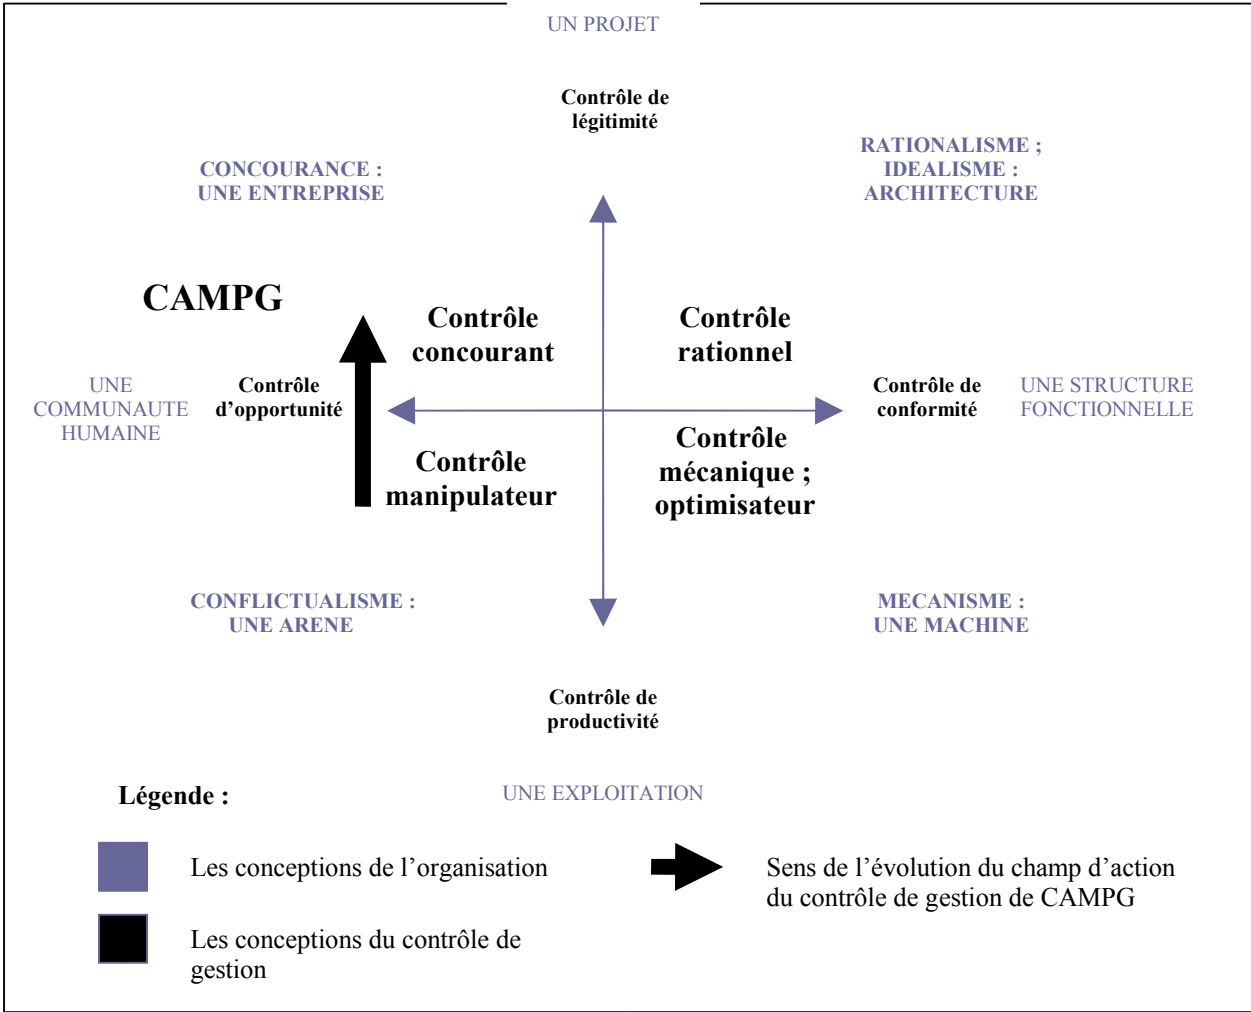 UN PROJET
Contrôle de
légitimité
CONCOURANCE :
UNE ENTREPRISE
RATIONALISME ;
IDEALISME :
ARCHITECTURE
CAMPG
Contrôle
concourant
Contrôle
rationnel
UNE
COMMUNAUTE
HUMAINE
Contrôle
d’opportunité
Contrôle de
conformité
UNE STRUCTURE
FONCTIONNELLE
Contrôle
manipulateur
Contrôle
mécanique ;
optimisateur
CONFLICTUALISME :
UNE ARENE
MECANISME :
UNE MACHINE
Contrôle de
productivité
UNE EXPLOITATION
Légende :
Les conceptions de l’organisation
Les conceptions du contrôle de
gestion
Sens de l’évolution du champ d’action
du contrôle de gestion de CAMPG